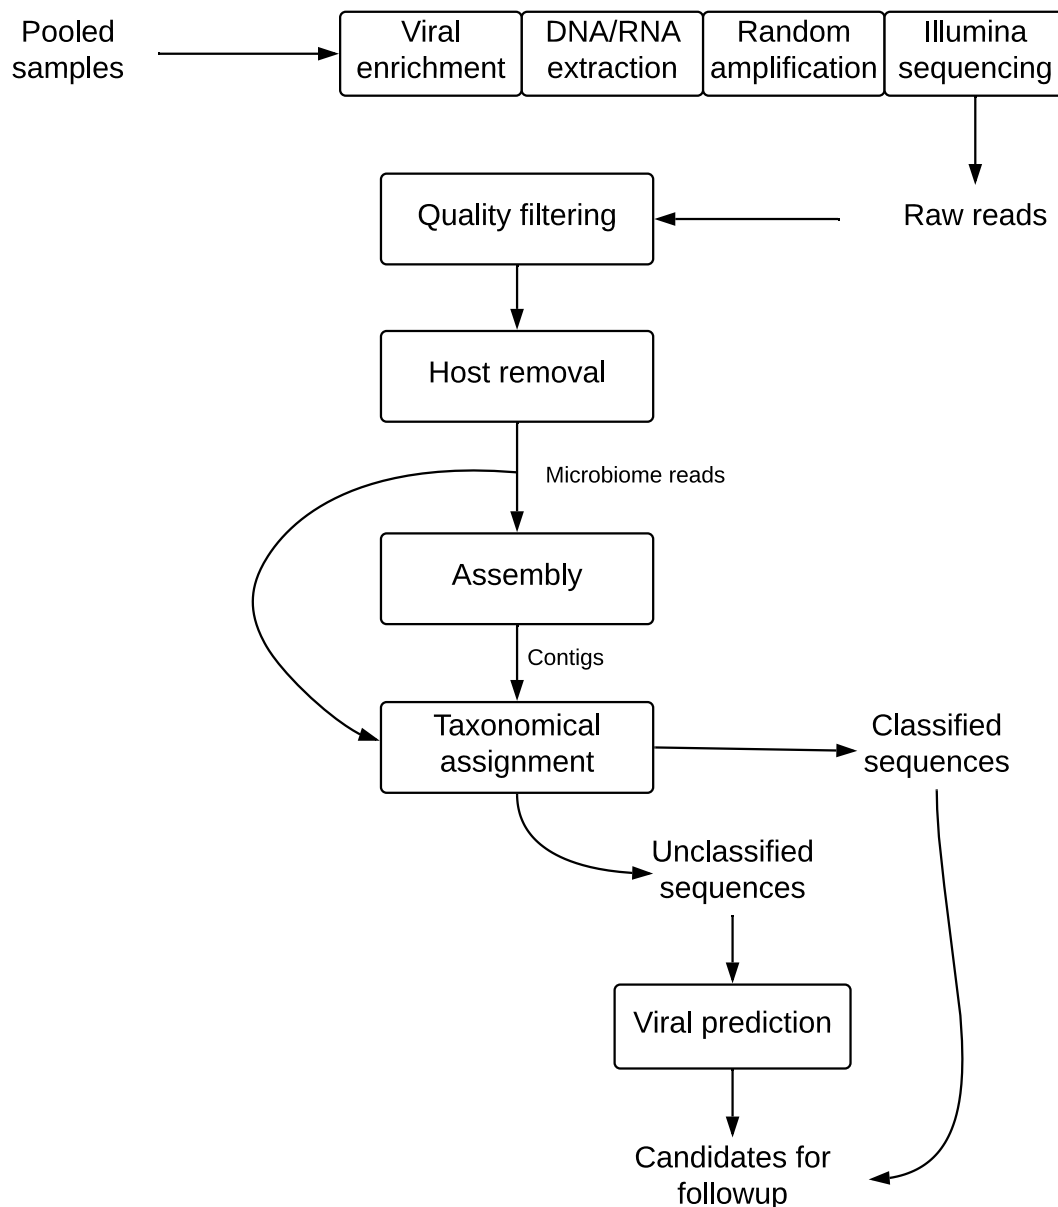 Pooled
samples
Viral
enrichment
DNA/RNA
extraction
Random
amplification
Illumina
sequencing
Raw reads
Quality filtering
Host removal
Microbiome reads
Assembly
Contigs
Taxonomical
assignment
Classified
sequences
Unclassified
sequences
Viral prediction
Candidates for
followup